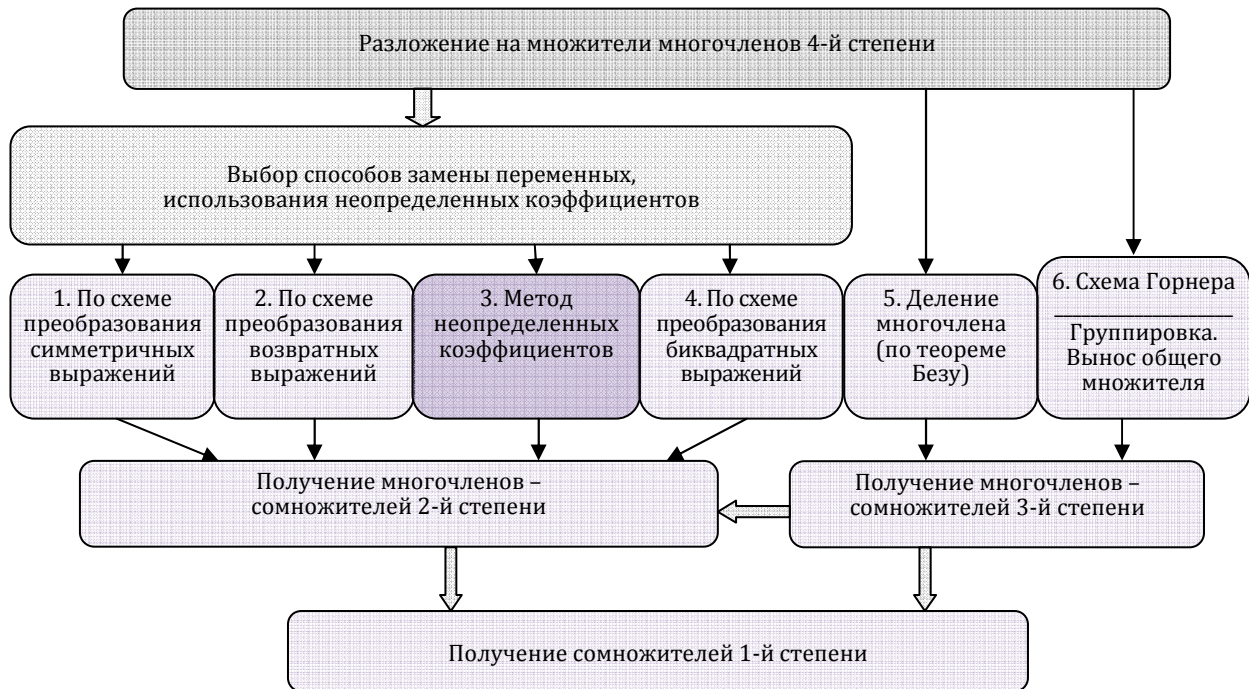 Разложение на множители многочленов 4-й степени
Выбор способов замены переменных,
использования неопределенных коэффициентов
1. По схеме
преобразования
симметричных
выражений
2. По схеме
преобразования
возвратных
выражений
3. Метод
неопределенных
коэффициентов
4. По схеме
преобразования
биквадратных
выражений
5. Деление
многочлена
(по теореме
Безу)
6. Схема Горнера
Группировка.
Вынос общего
множителя
Получение многочленов –
сомножителей 2-й степени
Получение многочленов –
сомножителей 3-й степени
Получение сомножителей 1-й степени